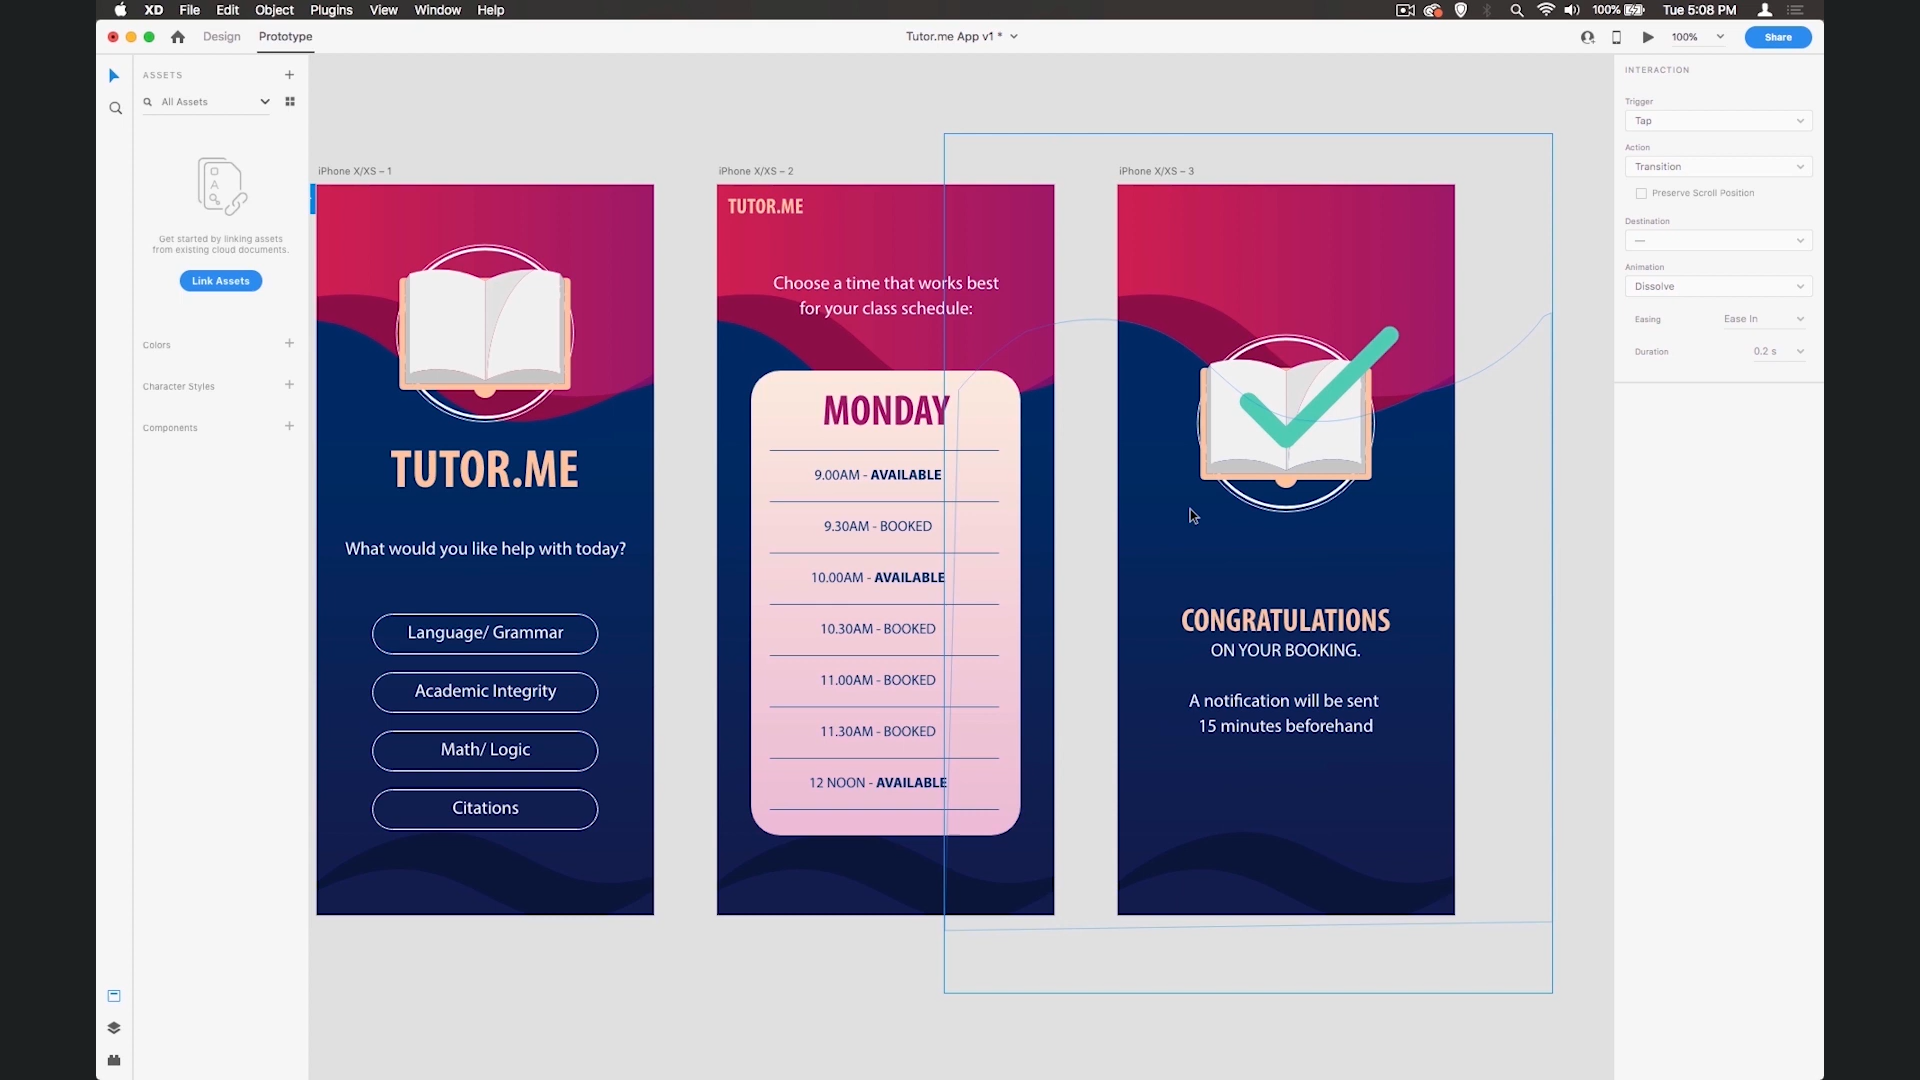 XD File Edit Object Plugins View Window Help
100% Tue 5:08 PM
Design Prototype
Tutor.me App v1 *
100%
Share
ASSETS
All Assets
Get started by linking assets
from existing cloud documents.
Link Assets
Colors
Character Styles
Components
iPhone X/XS – 1
TUTOR.ME
What would you like help with today?
Language/ Grammar
Academic Integrity
Math/ Logic
Citations
iPhone X/XS – 2
TUTOR.ME
Choose a time that works best
for your class schedule:
MONDAY
9.00AM - AVAILABLE
9.30AM - BOOKED
10.00AM - AVAILABLE
10.30AM - BOOKED
11.00AM - BOOKED
11.30AM - BOOKED
12 NOON - AVAILABLE
iPhone X/XS – 3
CONGRATULATIONS
ON YOUR BOOKING.
A notification will be sent
15 minutes beforehand
INTERACTION
Trigger
Tap
Action
Transition
Preserve Scroll Position
Destination
—
Animation
Dissolve
Easing Ease In
Duration 0.2 s